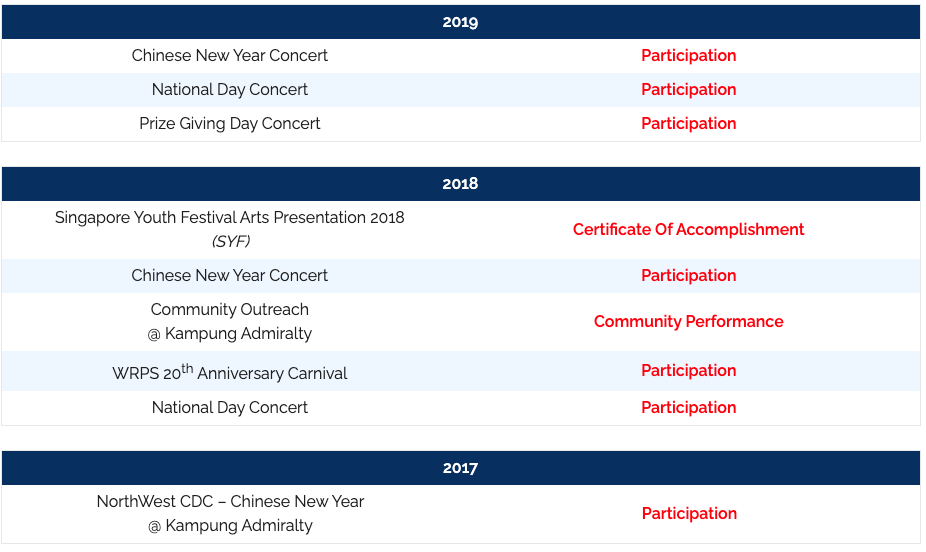 2019
Chinese New Year Concert Participation
National Day Concert Participation
Prize Giving Day Concert Participation
2018
Singapore Youth Festival Arts Presentation 2018
(SYF)
Certificate Of Accomplishment
Chinese New Year Concert Participation
Community Outreach
@ Kampung Admiralty
Community Performance
WRPS 20th Anniversary Carnival Participation
National Day Concert Participation
2017
NorthWest CDC – Chinese New Year
@ Kampung Admiralty
Participation